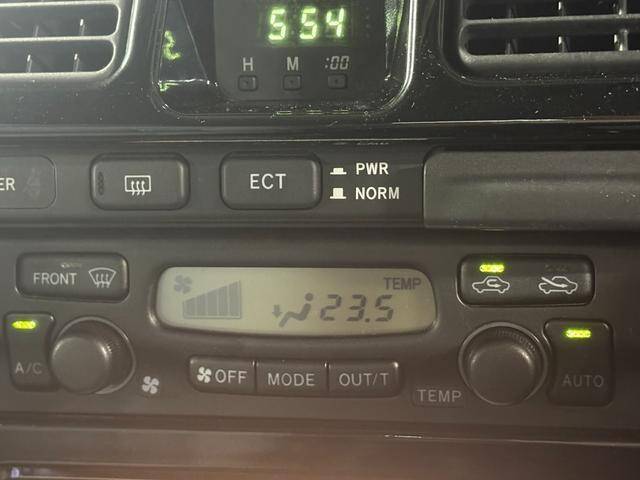 5:54
H M :00
ER
ECT
PWR
NORM
FRONT
TEMP
23.5
A/C
OFF
MODE
OUT/T
TEMP
AUTO